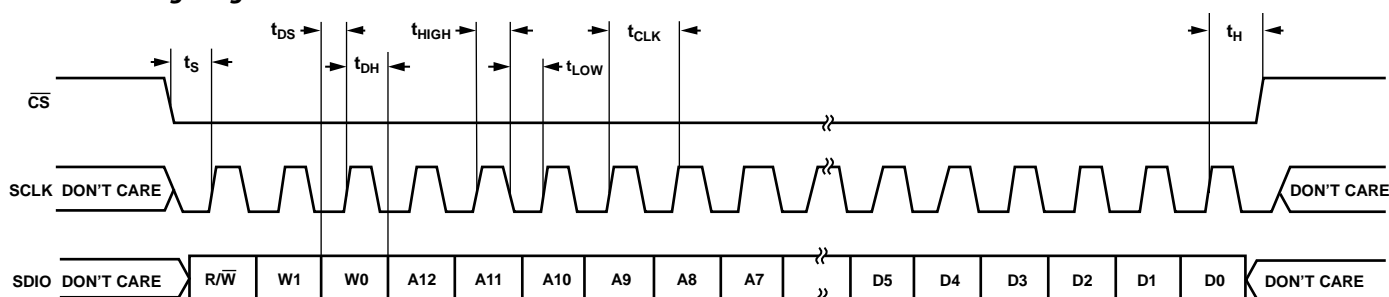 tDS
tHIGH
tCLK
tH
tS
tDH
tLOW
CS
SCLK DON'T CARE
DON'T CARE
SDIO DON'T CARE R/W W1 W0 A12 A11 A10 A9 A8 A7 D5 D4 D3 D2 D1 D0 DON'T CARE